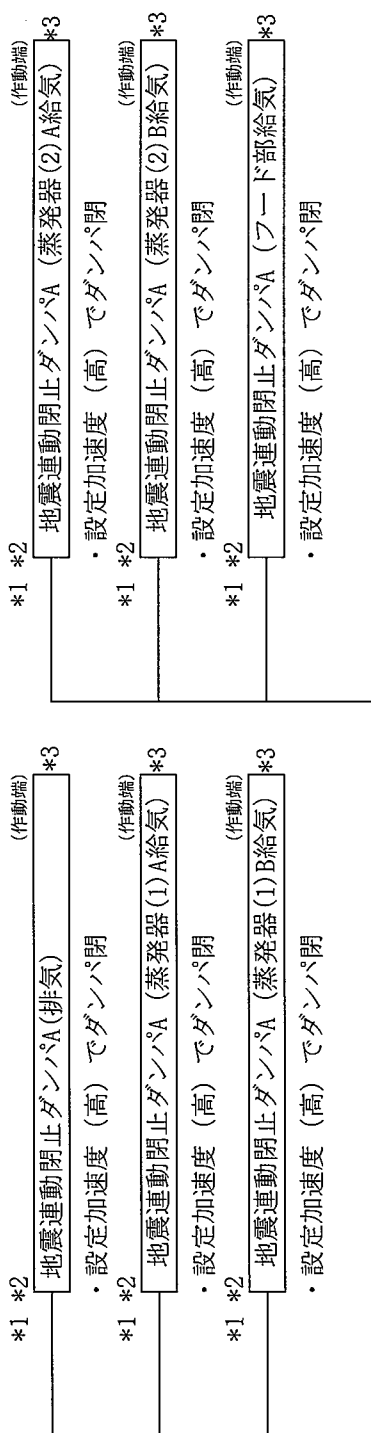 *1 *2 (作動端)
地震連動閉止ダンパA(排気) *3
・設定加速度（高）でダンパ閉
*1 *2 (作動端)
地震連動閉止ダンパA（蒸発器(1)A給気） *3
・設定加速度（高）でダンパ閉
*1 *2 (作動端)
地震連動閉止ダンパA（蒸発器(1)B給気） *3
・設定加速度（高）でダンパ閉
*1 *2 (作動端)
地震連動閉止ダンパA（蒸発器(2)A給気） *3
・設定加速度（高）でダンパ閉
*1 *2 (作動端)
地震連動閉止ダンパA（蒸発器(2)B給気） *3
・設定加速度（高）でダンパ閉
*1 *2 (作動端)
地震連動閉止ダンパA（フード部給気） *3
・設定加速度（高）でダンパ閉